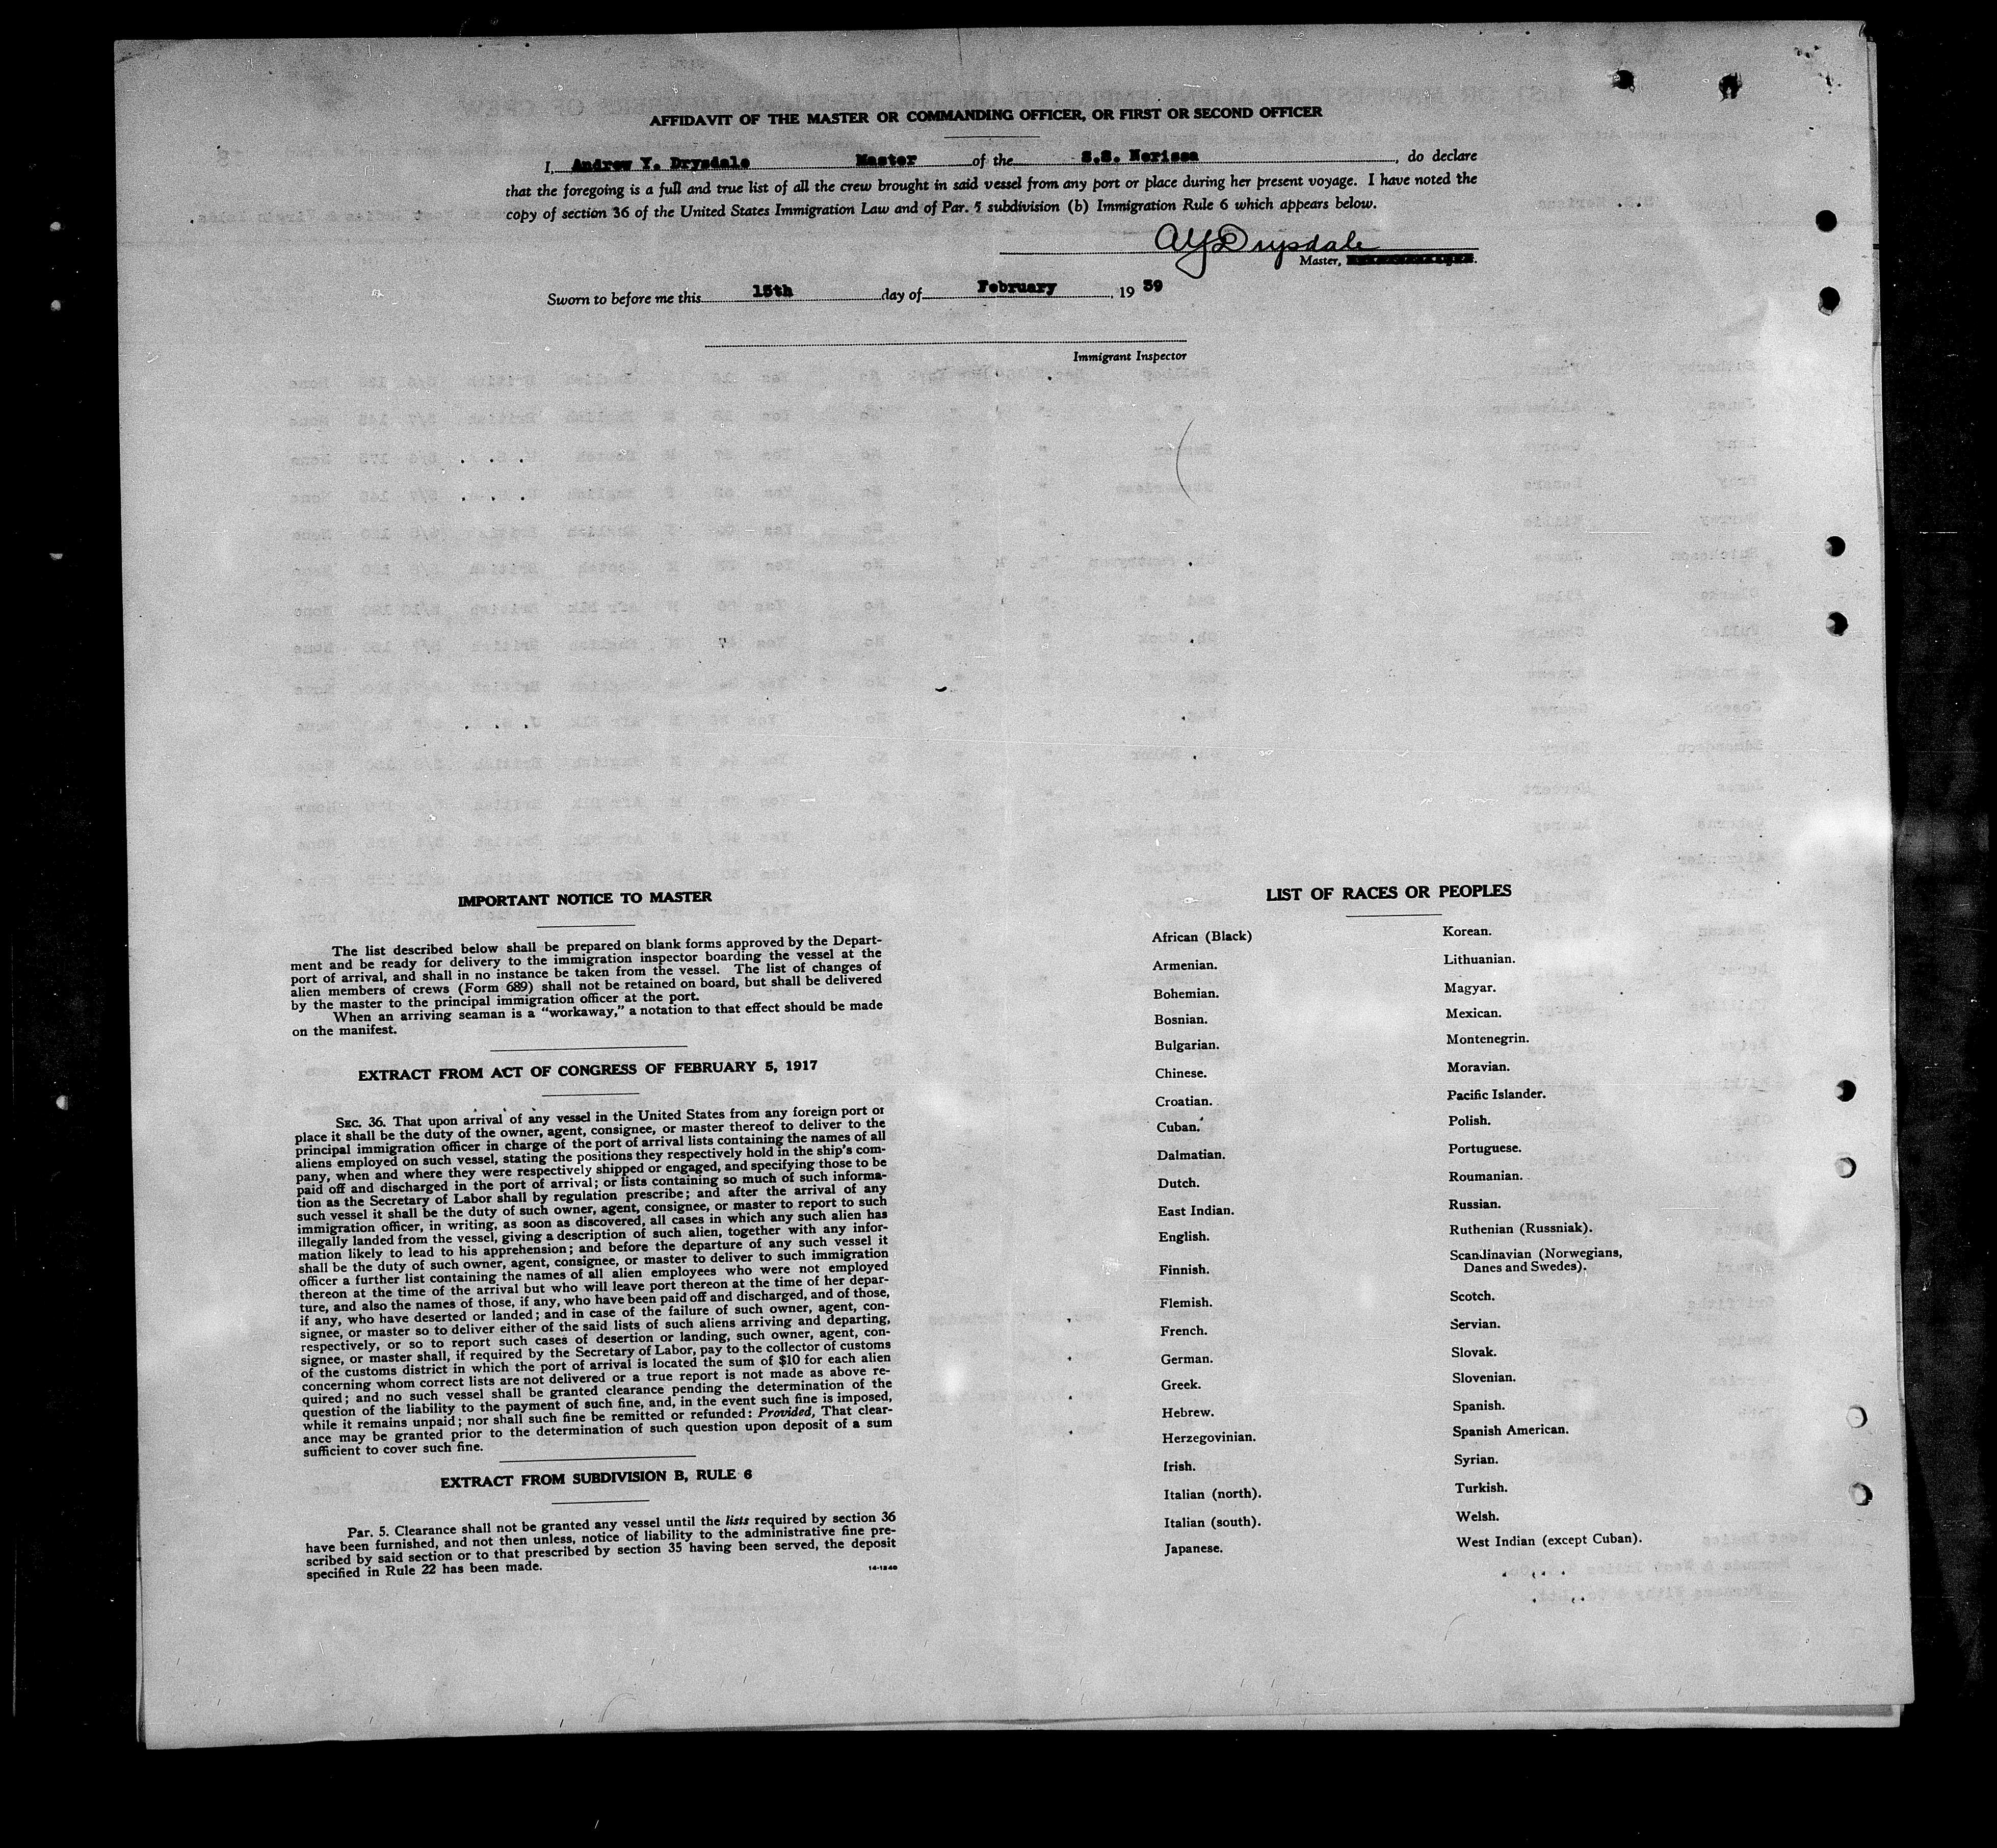 AFFIDAVIT OF THE MASTER OR COMMANDING OFFICER, OR FIRST OR SECOND OFFICER
I, Andrew Y. Drysdale Master of the S.S. Nerissa, do declare
that the foregoing is a full and true list of all the crew brought in said vessel from any port or place during her present voyage. I have noted the
copy of section 36 of the United States Immigration Law and of Par. 5 subdivision (b) Immigration Rule 6 which appears below.
AYDrysdale
Master,
Sworn to before me this 15th day of February, 1939
Immigrant Inspector
IMPORTANT NOTICE TO MASTER
The list described below shall be prepared on blank forms approved by the Depart-
ment and be ready for delivery to the immigration inspector boarding the vessel at the
port of arrival, and shall in no instance be taken from the vessel. The list of changes of
alien members of crews (Form 689) shall not be retained on board, but shall be delivered
by the master to the principal immigration officer at the port.
When an arriving seaman is a "workaway," a notation to that effect should be made
on the manifest.
EXTRACT FROM ACT OF CONGRESS OF FEBRUARY 5, 1917
SEC. 36. That upon arrival of any vessel in the United States from any foreign port or
place it shall be the duty of the owner, agent, consignee, or master thereof to deliver to the
principal immigration officer in charge of the port of arrival lists containing the names of all
aliens employed on such vessel, stating the positions they respectively hold in the ship's com-
pany, when and where they were respectively shipped or engaged, and specifying those to be
paid off and discharged in the port of arrival; or lists containing so much of such informa-
tion as the Secretary of Labor shall by regulation prescribe; and after the arrival of any
such vessel it shall be the duty of such owner, agent, consignee, or master to report to such
immigration officer, in writing, as soon as discovered, all cases in which any such alien has
illegally landed from the vessel, giving a description of such alien, together with any infor-
mation likely to lead to his apprehension; and before the departure of any such vessel it
shall be the duty of such owner, agent, consignee, or master to deliver to such immigration
officer a further list containing the names of all alien employees who were not employed
thereon at the time of the arrival but who will leave port thereon at the time of her depar-
ture, and also the names of those, if any, who have been paid off and discharged, and of those,
if any, who have deserted or landed; and in case of the failure of such owner, agent, con-
signee, or master so to deliver either of the said lists of such aliens arriving and departing,
respectively, or so to report such cases of desertion or landing, such owner, agent, con-
signee, or master shall, if required by the Secretary of Labor, pay to the collector of customs
of the customs district in which the port of arrival is located the sum of $10 for each alien
concerning whom correct lists are not delivered or a true report is not made as above re-
quired; and no such vessel shall be granted clearance pending the determination of the
question of the liability to the payment of such fine, and, in the event such fine is imposed,
while it remains unpaid; nor shall such fine be remitted or refunded: Provided, That clear-
ance may be granted prior to the determination of such question upon deposit of a sum
sufficient to cover such fine.
EXTRACT FROM SUBDIVISION B, RULE 6
Par. 5. Clearance shall not be granted any vessel until the lists required by section 36
have been furnished, and not then unless, notice of liability to the administrative fine pre-
scribed by said section or to that prescribed by section 35 having been served, the deposit
specified in Rule 22 has been made.
14-1240
LIST OF RACES OR PEOPLES
African (Black)
Armenian.
Bohemian.
Bosnian.
Bulgarian.
Chinese.
Croatian.
Cuban.
Dalmatian.
Dutch.
East Indian.
English.
Finnish.
Flemish.
French.
German.
Greek.
Hebrew.
Herzegovinian.
Irish.
Italian (north).
Italian (south).
Japanese.
Korean.
Lithuanian.
Magyar.
Mexican.
Montenegrin.
Moravian.
Pacific Islander.
Polish.
Portuguese.
Roumanian.
Russian.
Ruthenian (Russniak).
Scandinavian (Norwegians,
Danes and Swedes).
Scotch.
Servian.
Slovak.
Slovenian.
Spanish.
Spanish American.
Syrian.
Turkish.
Welsh.
West Indian (except Cuban).